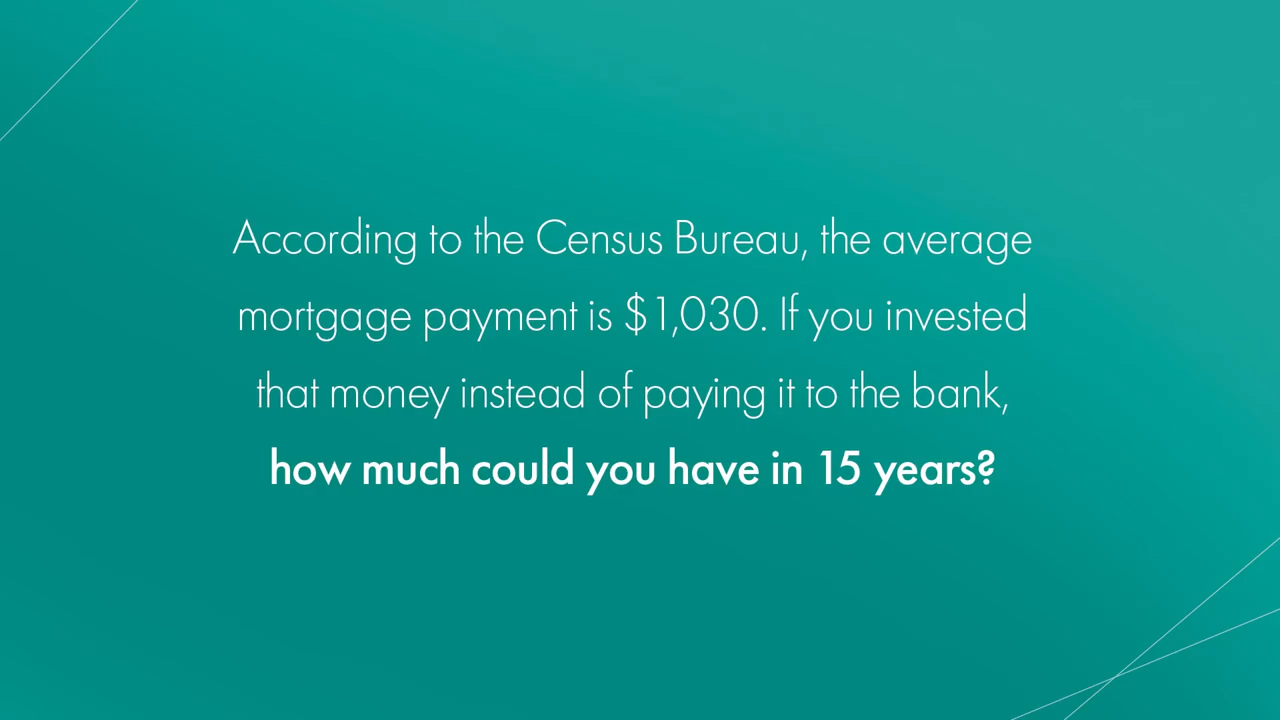 According to the Census Bureau, the average
mortgage payment is $1,030. If you invested
that money instead of paying it to the bank,
how much could you have in 15 years?